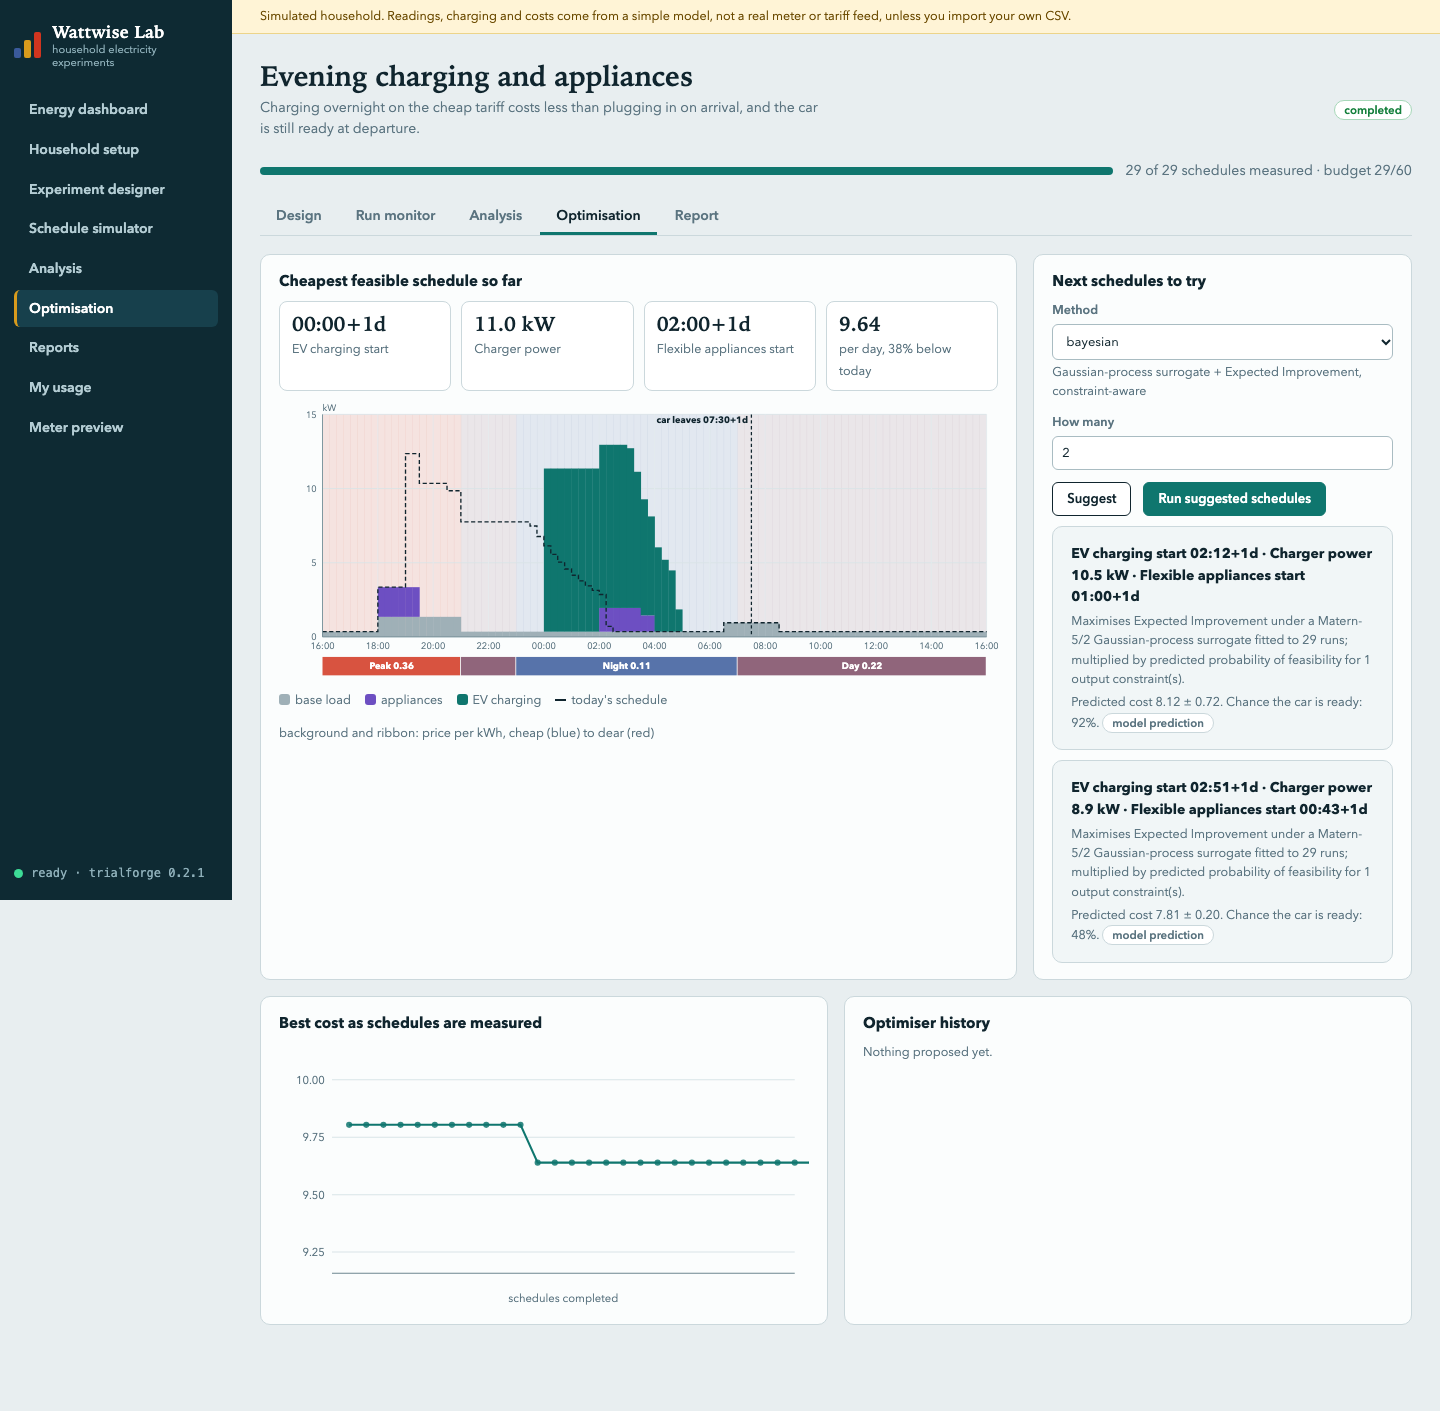 Wattwise Lab
household electricity
experiments
Energy dashboard
Household setup
Experiment designer
Schedule simulator
Analysis
Optimisation
Reports
My usage
Meter preview
ready · trialforge 0.2.1
Simulated household. Readings, charging and costs come from a simple model, not a real meter or tariff feed, unless you import your own CSV.
Evening charging and appliances
Charging overnight on the cheap tariff costs less than plugging in on arrival, and the car
is still ready at departure.
completed
29 of 29 schedules measured · budget 29/60
Design Run monitor Analysis Optimisation Report
Cheapest feasible schedule so far
00:00+1d
EV charging start
11.0 kW
Charger power
02:00+1d
Flexible appliances start
9.64
per day, 38% below
today
kW
car leaves 07:30+1d
15
10
5
0
16:00 18:00 20:00 22:00 00:00 02:00 04:00 06:00 08:00 10:00 12:00 14:00 16:00
Peak 0.36 Night 0.11 Day 0.22
base load appliances EV charging today's schedule
background and ribbon: price per kWh, cheap (blue) to dear (red)
Next schedules to try
Method
bayesian
Gaussian-process surrogate + Expected Improvement,
constraint-aware
How many
2
Suggest Run suggested schedules
EV charging start 02:12+1d · Charger power
10.5 kW · Flexible appliances start
01:00+1d
Maximises Expected Improvement under a Matern-
5/2 Gaussian-process surrogate fitted to 29 runs;
multiplied by predicted probability of feasibility for 1
output constraint(s).
Predicted cost 8.12 ± 0.72. Chance the car is ready:
92%. model prediction
EV charging start 02:51+1d · Charger power
8.9 kW · Flexible appliances start 00:43+1d
Maximises Expected Improvement under a Matern-
5/2 Gaussian-process surrogate fitted to 29 runs;
multiplied by predicted probability of feasibility for 1
output constraint(s).
Predicted cost 7.81 ± 0.20. Chance the car is ready:
48%. model prediction
Best cost as schedules are measured
10.00
9.75
9.50
9.25
schedules completed
Optimiser history
Nothing proposed yet.